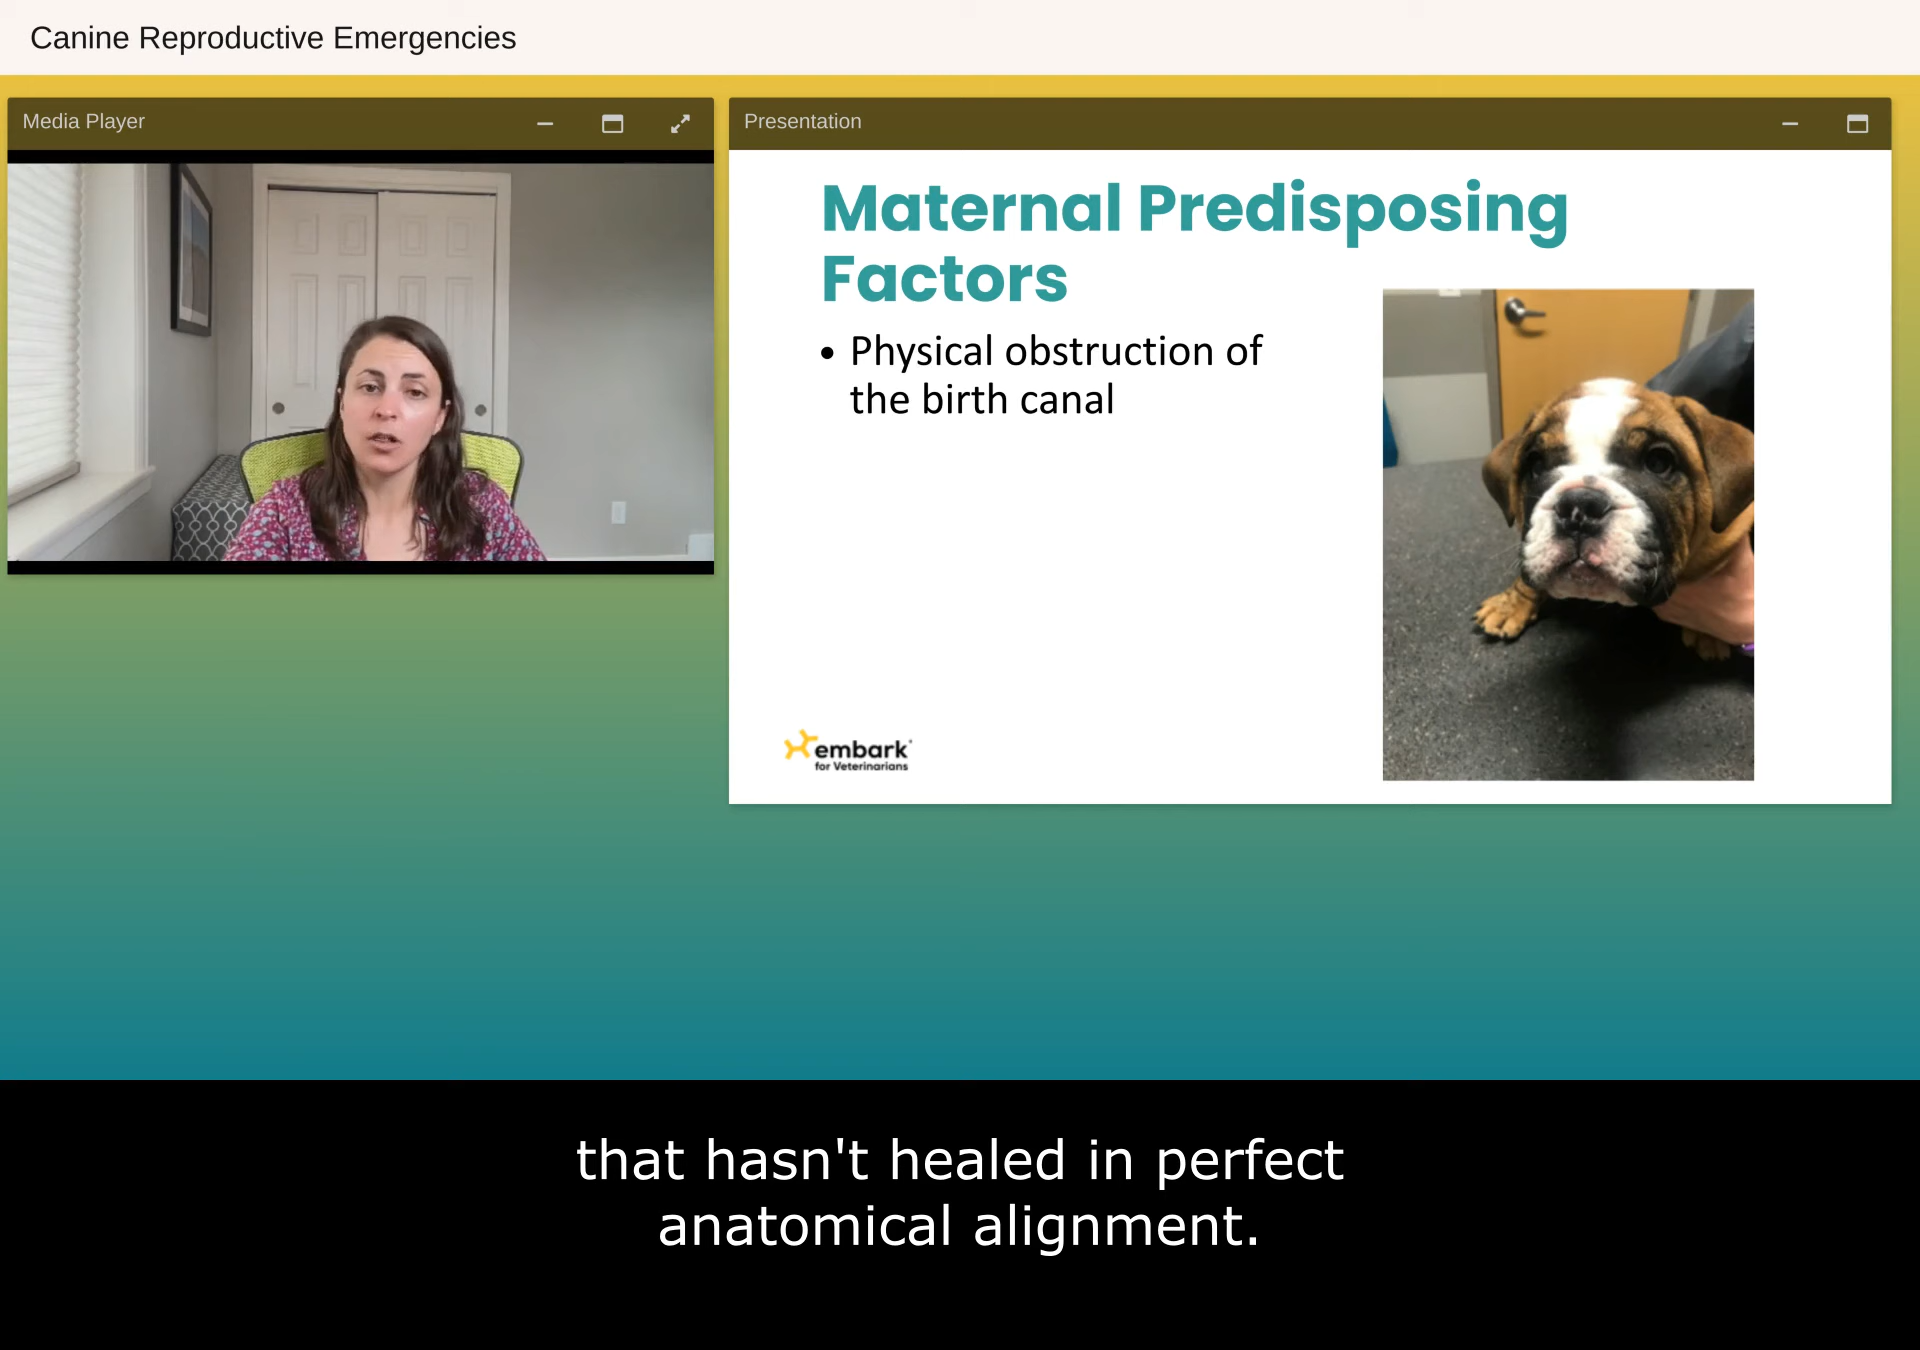 Canine Reproductive Emergencies
Media Player
Presentation
Maternal Predisposing
Factors
• Physical obstruction of
the birth canal
embark
for Veterinarians
that hasn't healed in perfect
anatomical alignment.